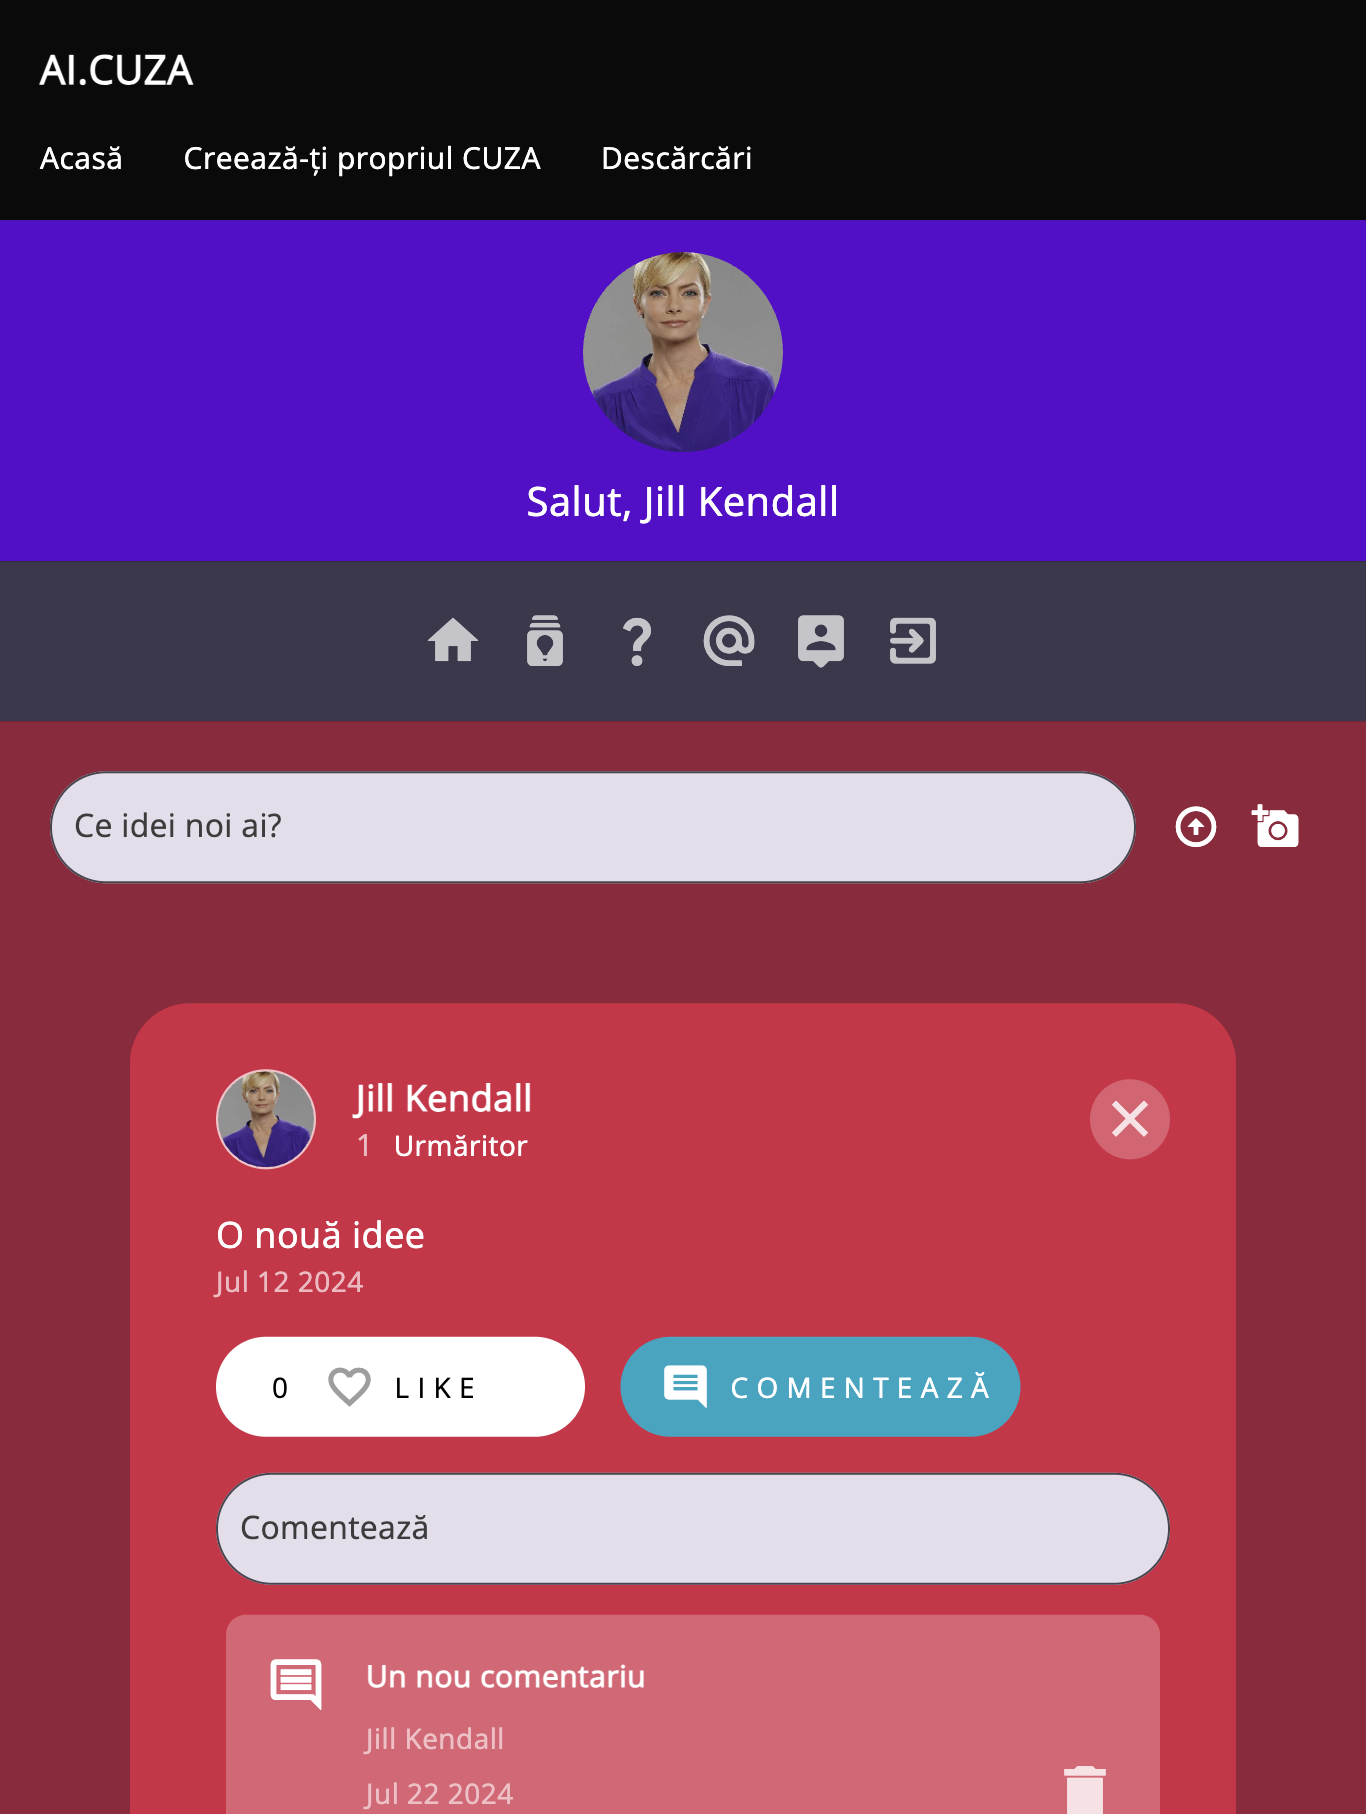 AI.CUZA
Acasă Creează-ți propriul CUZA Descărcări
Salut, Jill Kendall
Ce idei noi ai?
Jill Kendall
1 Urmăritor
O nouă idee
Jul 12 2024
0 LIKE COMENTEAZĂ
Comentează
Un nou comentariu
Jill Kendall
Jul 22 2024